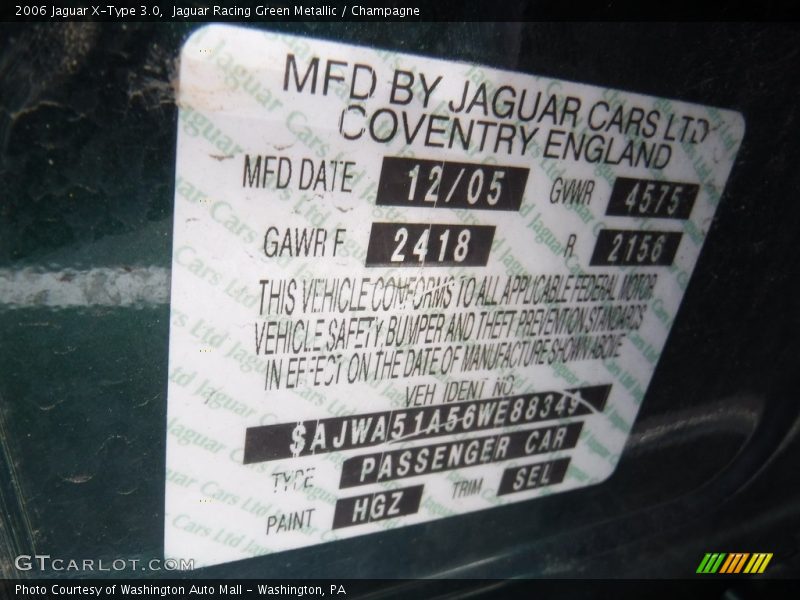 2006 Jaguar X-Type 3.0,  Jaguar Racing Green Metallic / Champagne
MFD BY JAGUAR CARS LTD
COVENTRY ENGLAND
MFD DATE 12/05 GVWR 4575
GAWR F 2418 R 2156
THIS VEHICLE CONFORMS TO ALL APPLICABLE FEDERAL MOTOR
VEHICLE SAFETY, BUMPER AND THEFT PREVENTION STANDARDS
IN EFFECT ON THE DATE OF MANUFACTURE SHOWN ABOVE
VEH IDENT NO.
SAJWA51A56WE88349
TYPE PASSENGER CAR
PAINT HGZ TRIM SEL
GTCARLOT.COM
Photo Courtesy of Washington Auto Mall - Washington, PA